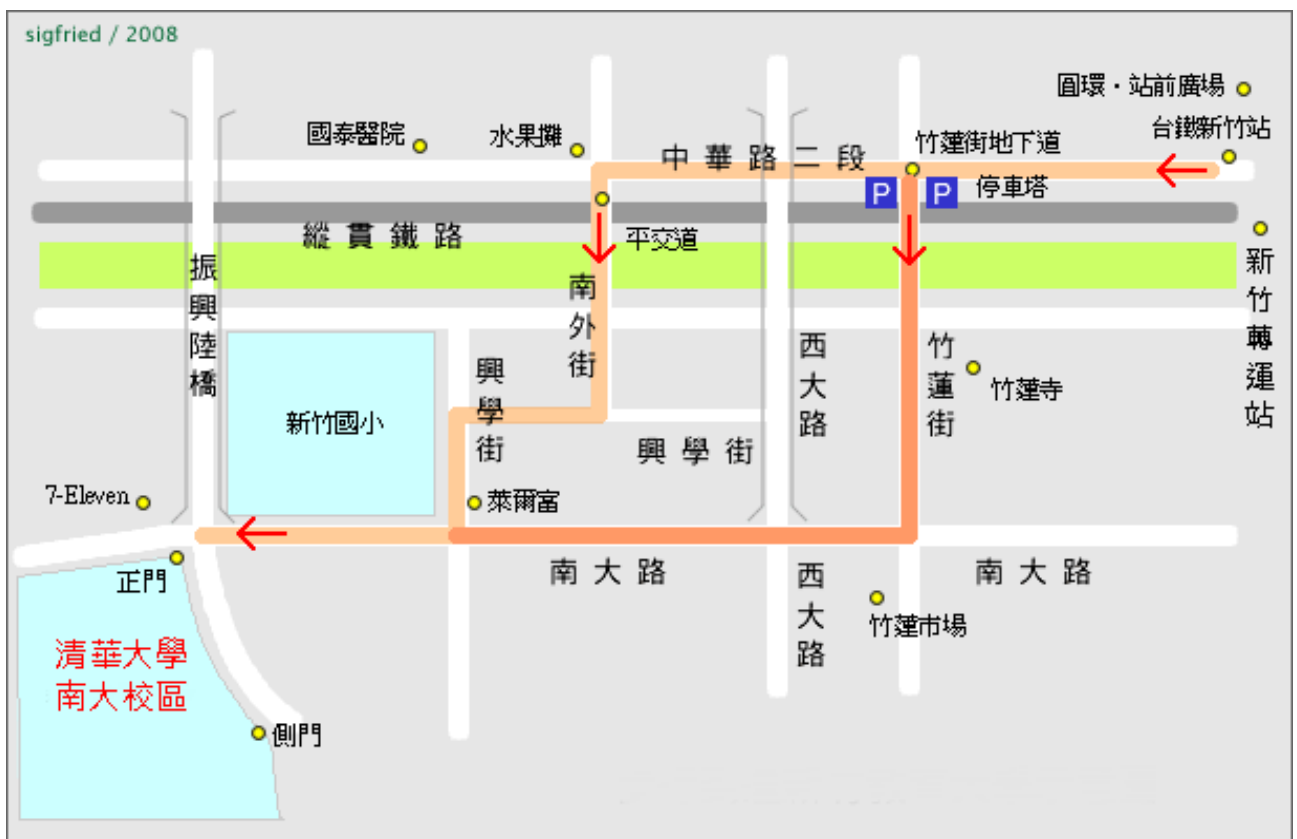 sigfried / 2008
圓環・站前廣場
台鐵新竹站
國泰醫院
水果攤
中華路二段
竹蓮街地下道
P
P
停車塔
縱貫鐵路
平交道
新竹轉運站
振興陸橋
南外街
西大路
竹蓮街
竹蓮寺
興學街
新竹國小
興學街
7-Eleven
萊爾富
正門
南大路
西大路
南大路
竹蓮市場
清華大學
南大校區
側門